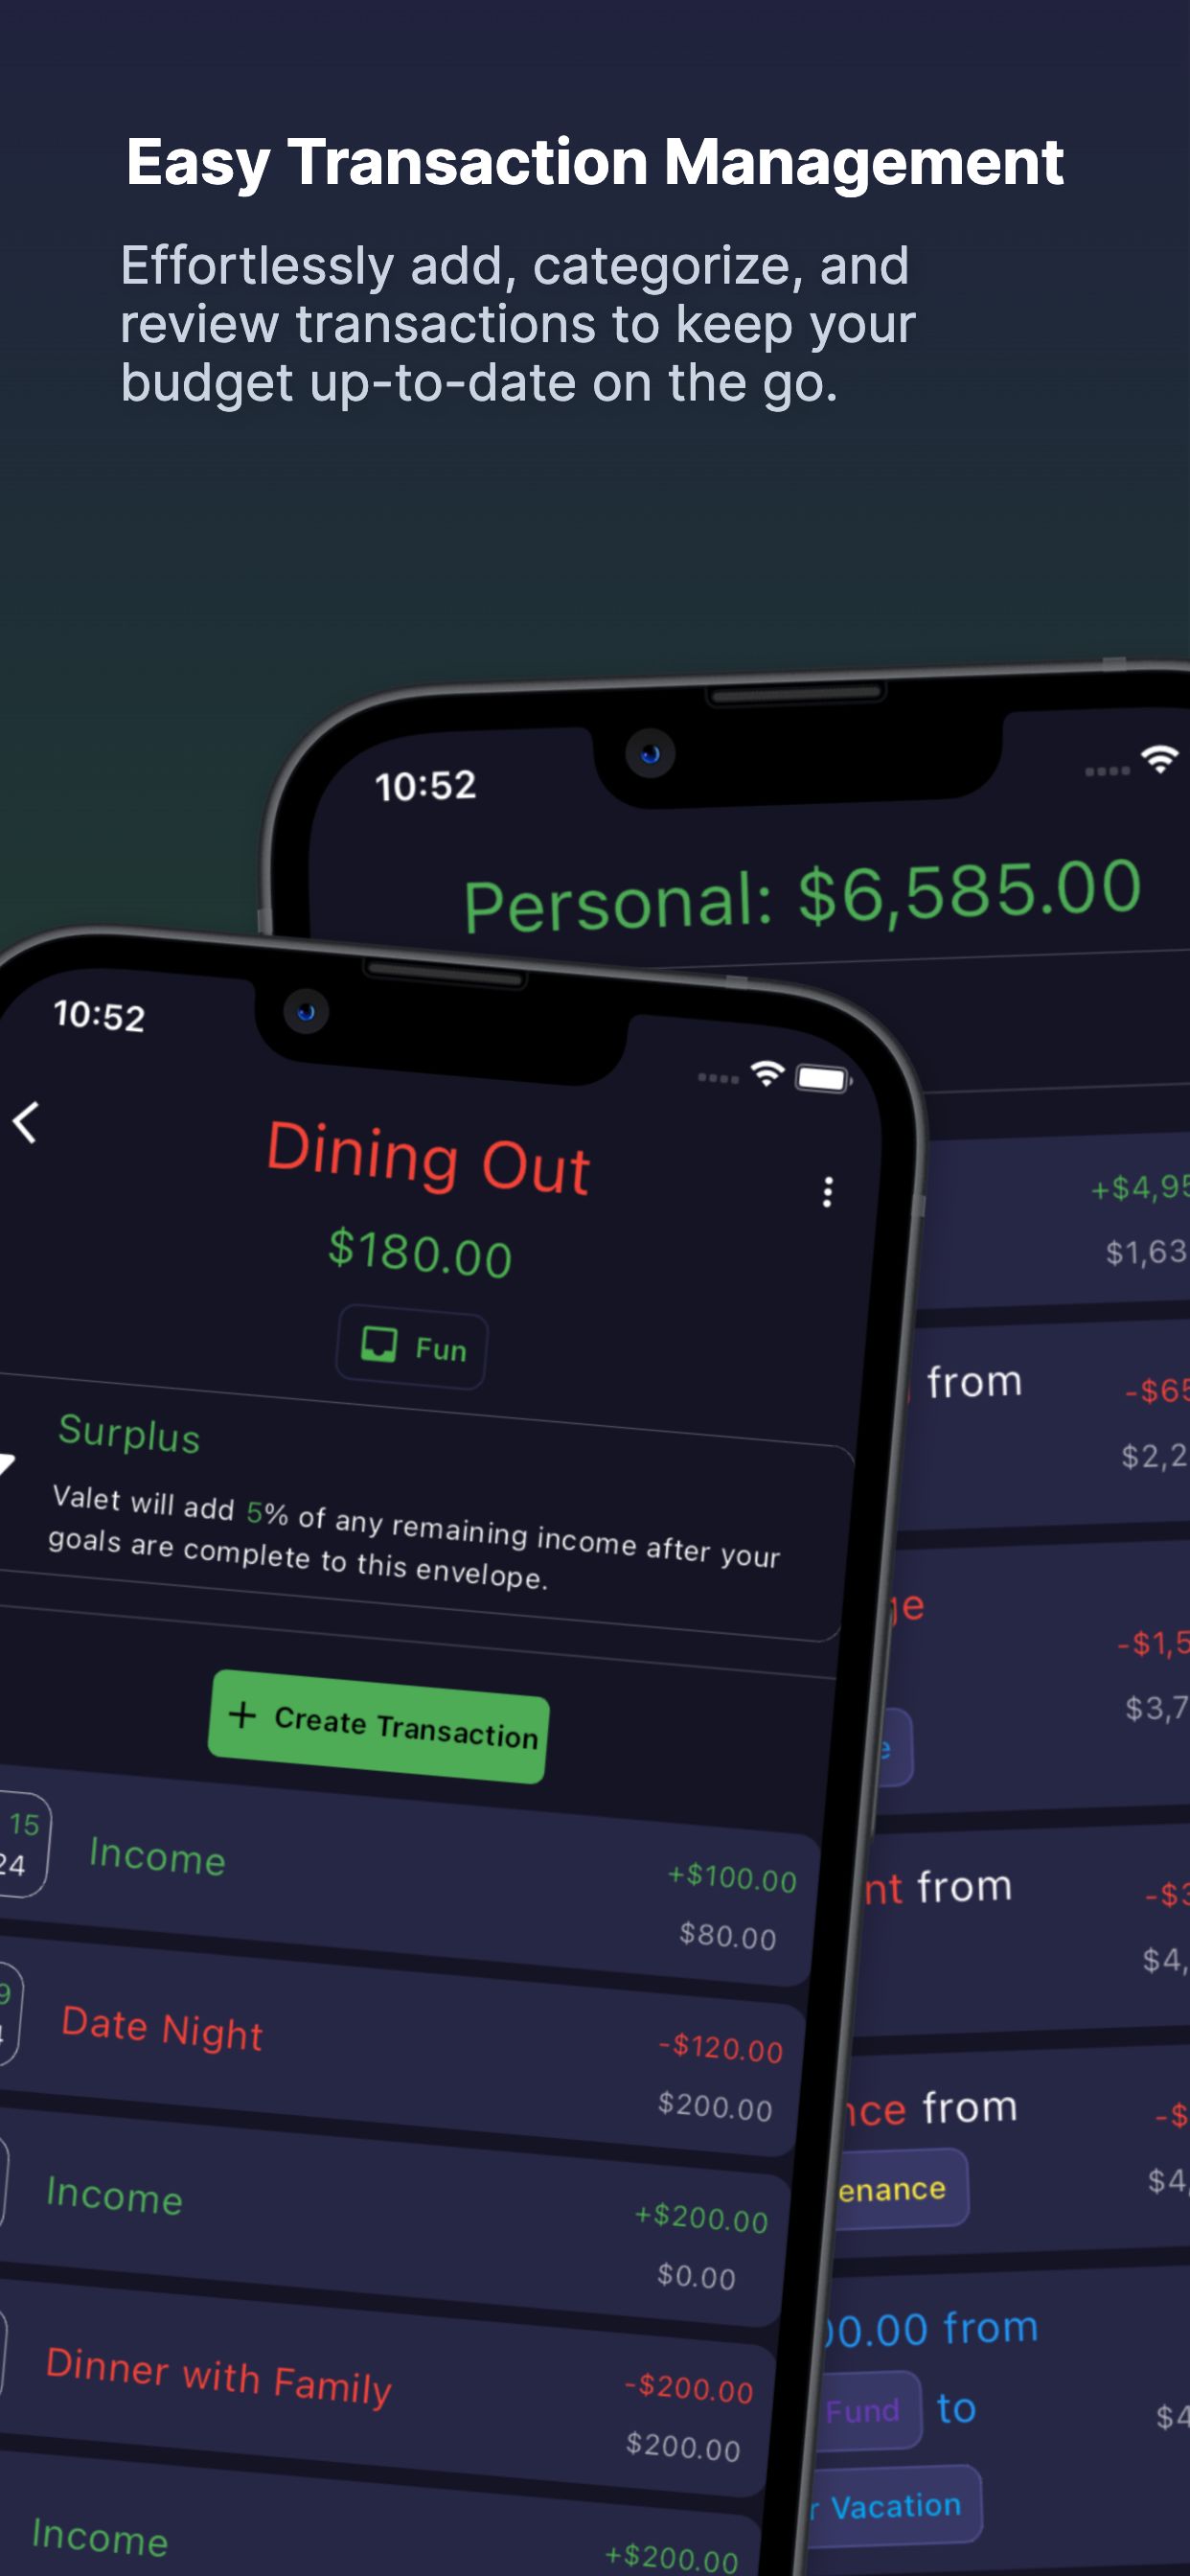 Easy Transaction Management
Effortlessly add, categorize, and
review transactions to keep your
budget up-to-date on the go.
10:52
Personal: $6,585.00
10:52
Dining Out
$180.00
Fun
Surplus
Valet will add 5% of any remaining income after your
goals are complete to this envelope.
+ Create Transaction
15
24
Income
+$100.00
$80.00
9
Date Night
-$120.00
$200.00
Income
+$200.00
$0.00
Dinner with Family
-$200.00
$200.00
Income
+$200.00
+$4,95
$1,63
from
-$65
$2,2
ge
-$1,5
$3,7
e
nt from
-$3
$4,
nce from
-$
enance
$4,
00.00 from
Fund to
$4
r Vacation